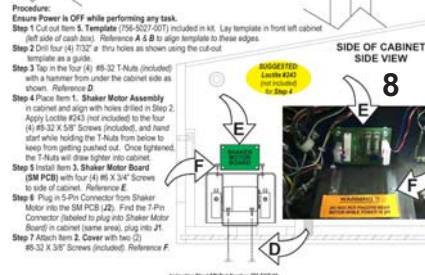 Procedure:
Ensure Power is OFF while performing any task.
Step 1 Cut out Item 5. Template (756-5027-00T) included in kit. Lay template in front left cabinet
(left side of cash box). Reference A & B to align template to these edges.
Step 2 Drill four (4) 7/32" ø thru holes as shown using the cut-out
template as a guide.
Step 3 Tap in the four (4) #8-32 T-Nuts (included)
with a hammer from under the cabinet side as
shown. Reference D.
Step 4 Place Item 1. Shaker Motor Assembly
in cabinet and align with holes drilled in Step 2.
Apply Loctite #243 (not included) to the four
(4) #8-32 X 5/8" Screws (included), and hand
start while holding the T-Nuts from below to
keep from getting pushed out. Once tightened,
the T-Nuts will draw tighter into cabinet.
Step 5 Install Item 3. Shaker Motor Board
(SM PCB) with four (4) #6 X 3/4" Screws
to side of cabinet. Reference E.
Step 6 Plug in 5-Pin Connector from Shaker
Motor into the SM PCB (J2). Find the 7-Pin
Connector (labeled to plug into Shaker Motor
Board) in cabinet (same area), plug into J1.
Step 7 Attach Item 2. Cover with two (2)
#8-32 X 3/8" Screws (included). Reference F.
SUGGESTED:
Loctite #243
(not included)
for Step 4
SIDE OF CABINET
SIDE VIEW
8
E
E
SHAKER
MOTOR
BOARD
F
F
WARNING
D